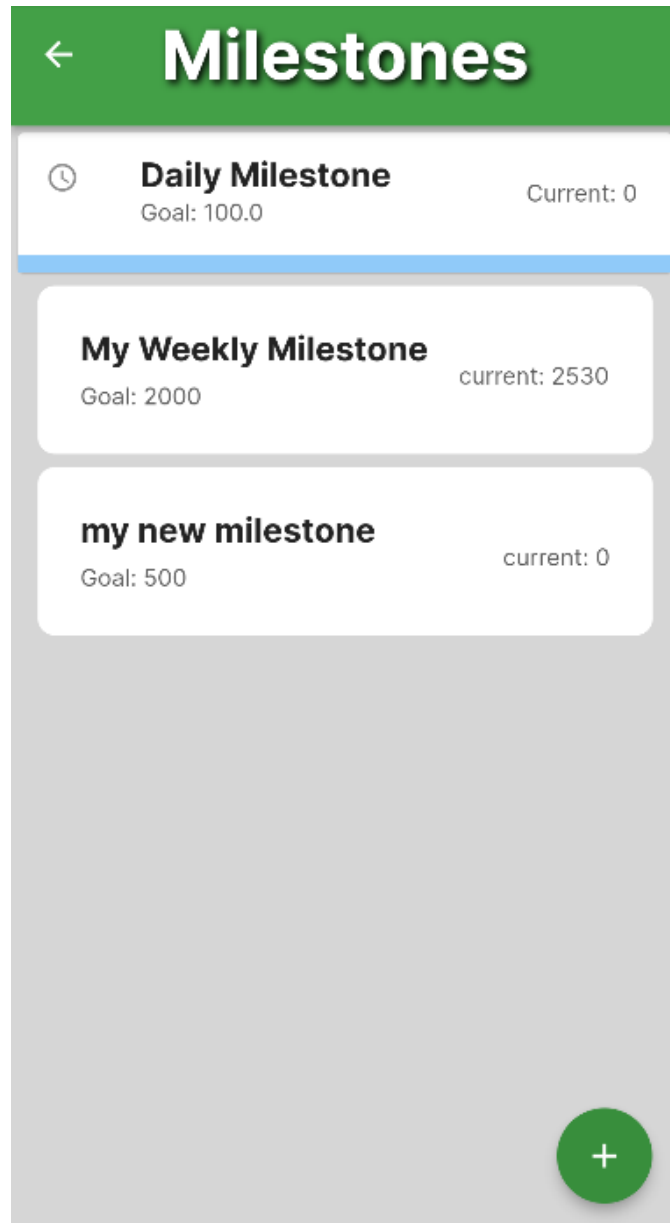 Milestones
Daily Milestone
Goal: 100.0
Current: 0
My Weekly Milestone
Goal: 2000
current: 2530
my new milestone
Goal: 500
current: 0
+